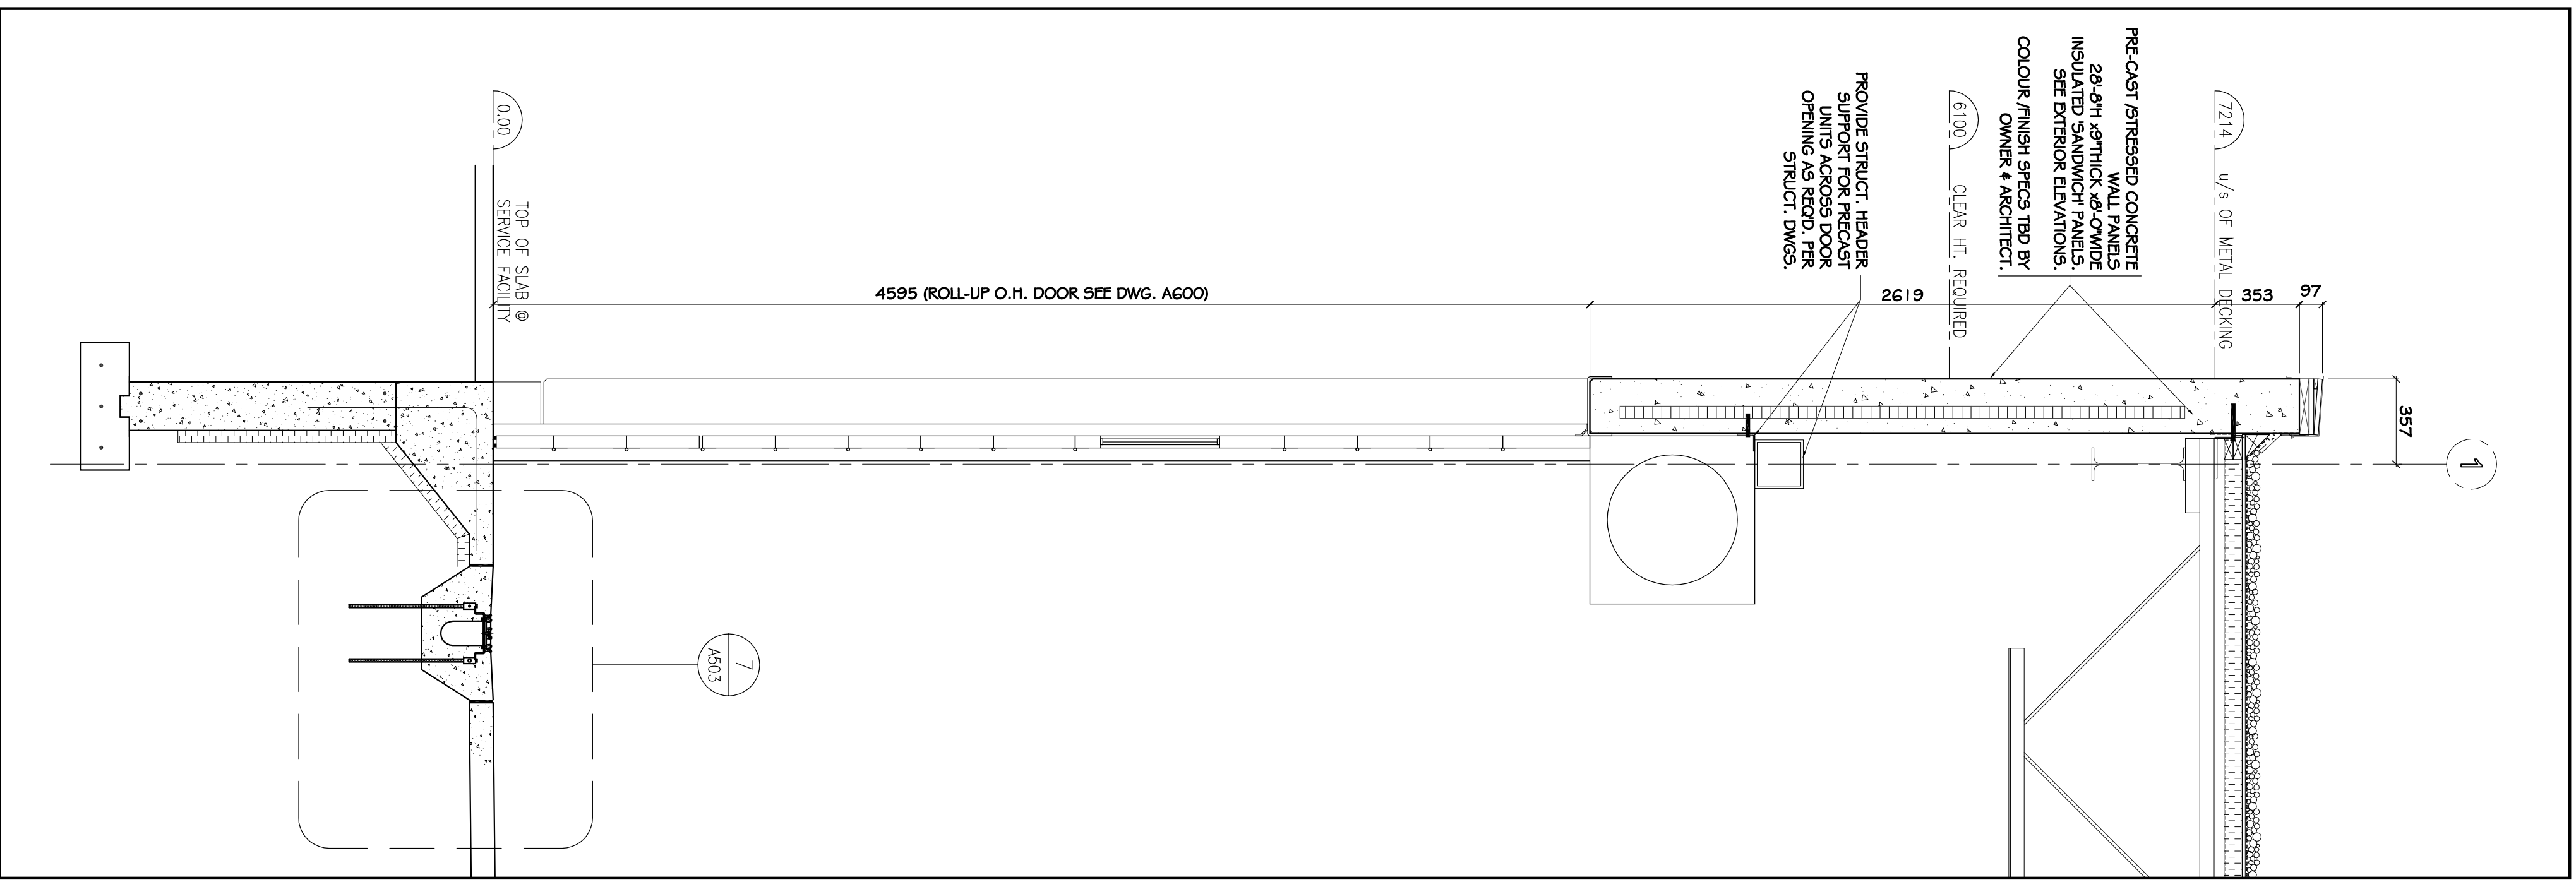 PRE-CAST /STRESSED CONCRETE
WALL PANELS
28'-8"H x9"THICK x8'-0"WIDE
INSULATED 'SANDWICH' PANELS.
SEE EXTERIOR ELEVATIONS.
COLOUR /FINISH SPECS TBD BY
OWNER & ARCHITECT.
PROVIDE STRUCT. HEADER
SUPPORT FOR PRECAST
UNITS ACROSS DOOR
OPENING AS REQ'D. PER
STRUCT. DWGS.
7214 u/s OF METAL DECKING
6100 CLEAR HT. REQUIRED
0.00
TOP OF SLAB @
SERVICE FACILITY
4595 (ROLL-UP O.H. DOOR SEE DWG. A600)
2619
353
97
357
1
7
A503